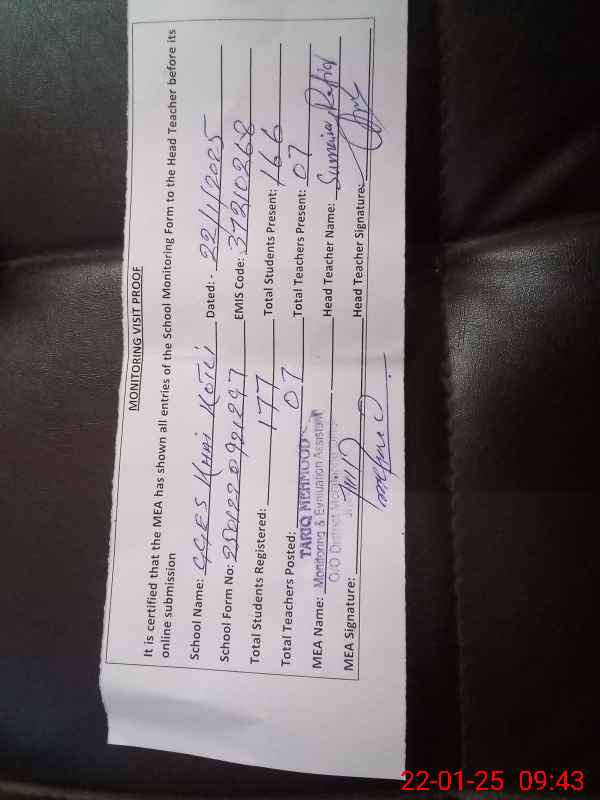 MONITORING VISIT PROOF
It is certified that the MEA has shown all entries of the School Monitoring Form to the Head Teacher before its
online submission
School Name: GGES KHAI KOTLI Dated: - 22/1/2025
School Form No: 2501220921297 EMIS Code: 37210268
Total Students Registered: 177 Total Students Present: 166
Total Teachers Posted: 07 Total Teachers Present: 07
TARIQ MEHMOOD
MEA Name: Monitoring & Evaluation Assistant Head Teacher Name: Sumaira Rafiq
O/O District Monitoring
MEA Signature: Head Teacher Signature:
22-01-25 09:43